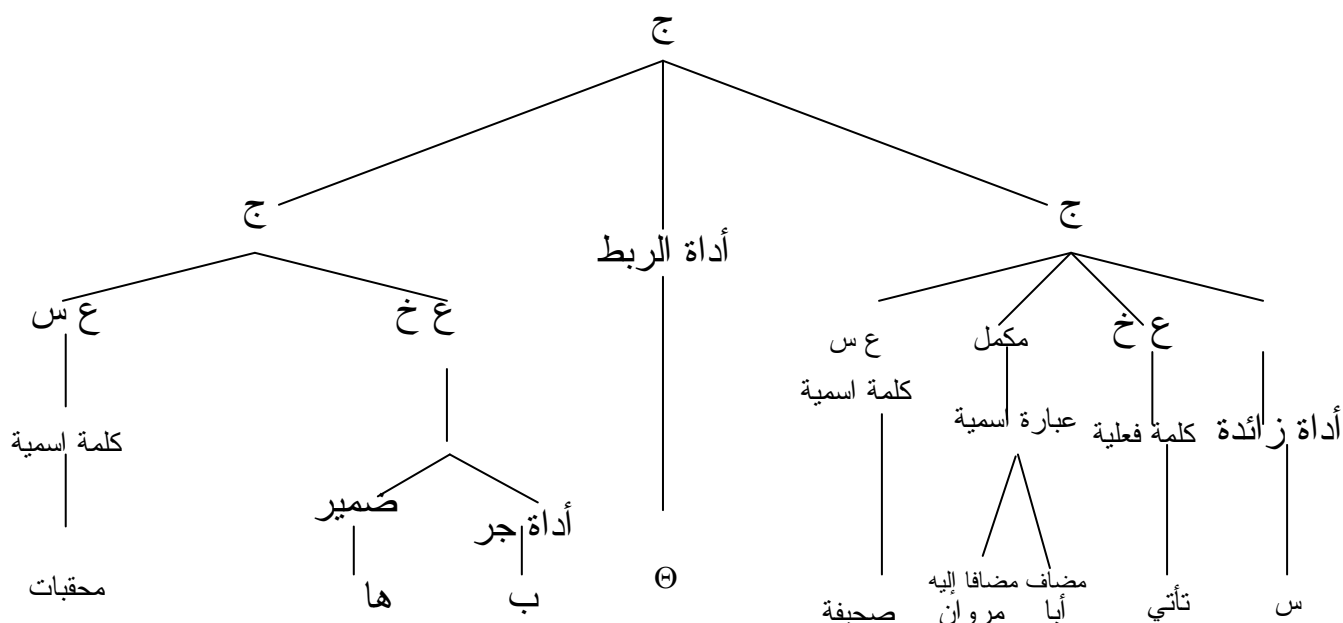 ج
ج ج
أداة الربط
ع خ مكمل ع س ع خ ع س
كلمة اسمية
أداة زائدة كلمة فعلية عبارة اسمية كلمة اسمية
أداة جر ضمير
مضاف مضافا إليه
س تأتي أبا مروان صحيفة Θ ب ها محقبات